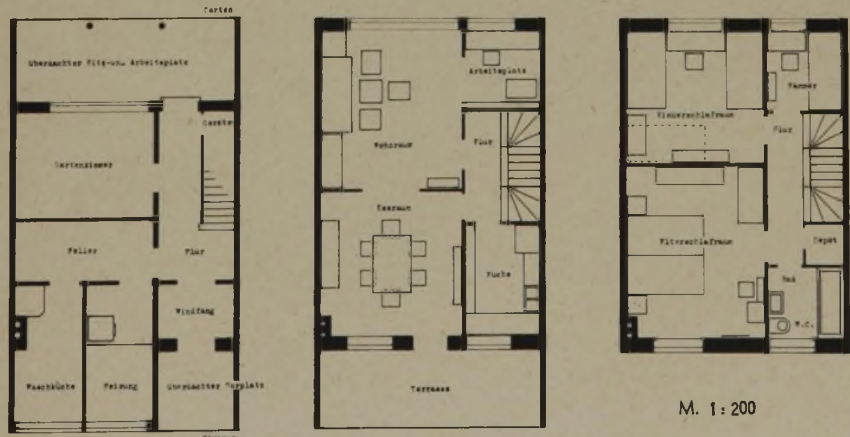 Garten
Überdachter Sitz-und Arbeitsplatz
Geräte
Gartenzimmer
Keller
Flur
Windfang
Waschküche
Heizung
Überdachter Vorplatz
Arbeitsplatz
Wohnraum
Flur
Essraum
Küche
Terrasse
Kinderschlafraum
Kammer
Flur
Elternschlafraum
Depot
Bad
W.C.
M. 1:200